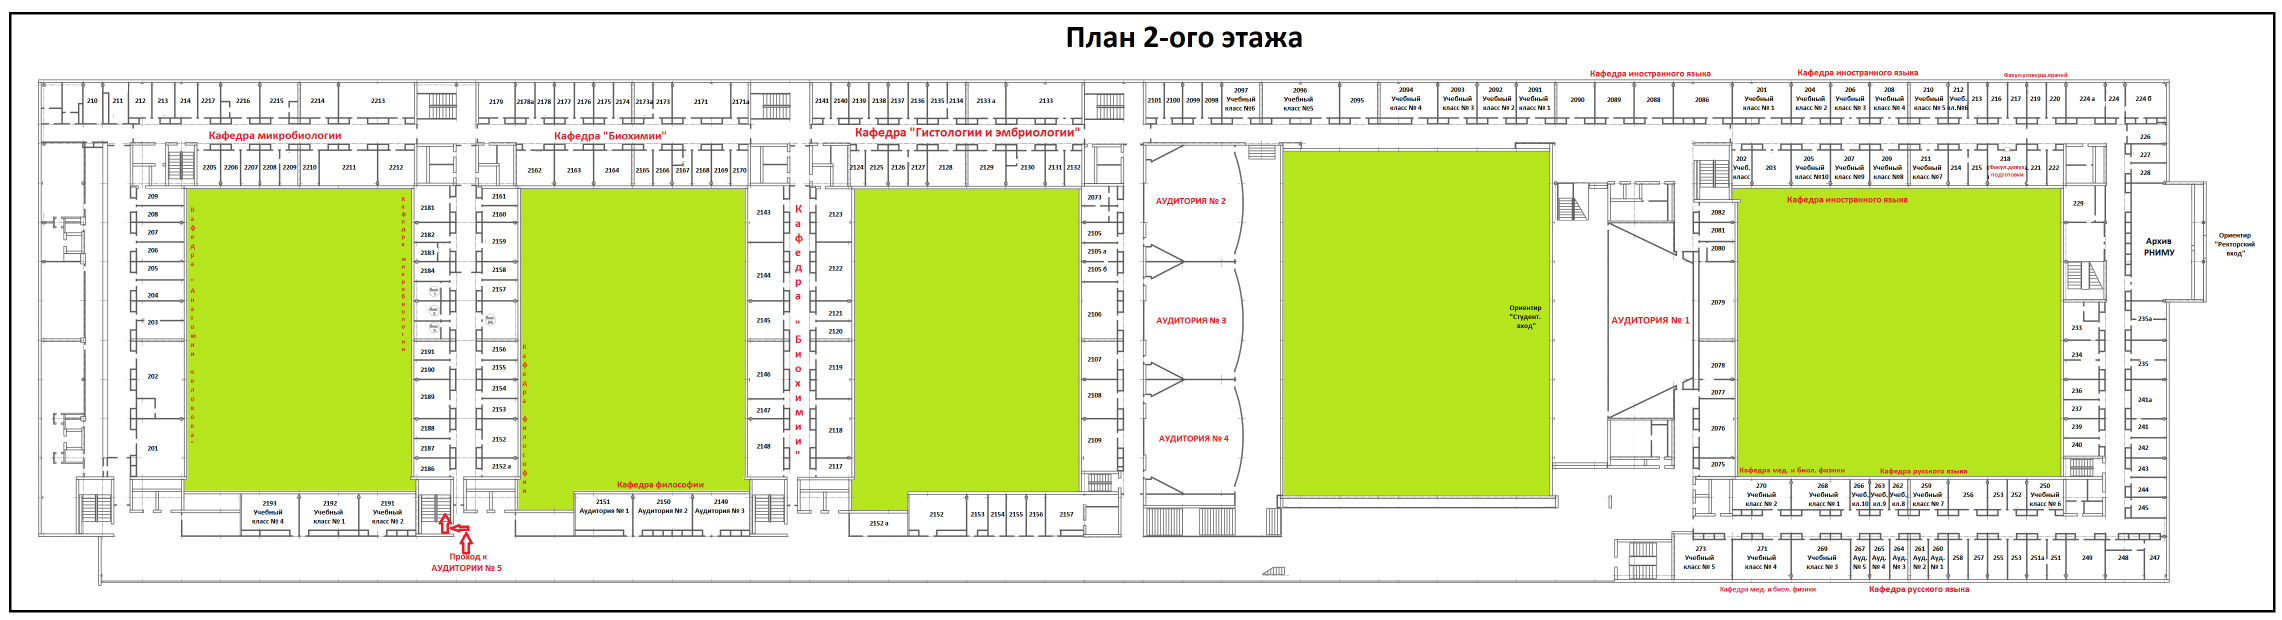 План 2-ого этажа
Кафедра иностранного языка
Кафедра иностранного языка
Факул.усоверш.врачей
210
211
212
213
214
2217
2216
2215
2214
2213
2179
2178а
2178
2177
2176
2175
2174
2173а
2173
2171
2171а
2141
2140
2139
2138
2137
2136
2135
2134
2133 а
2133
2101
2100
2099
2098
2097
Учебный
класс №6
2096
Учебный
класс №5
2095
2094
Учебный
класс № 4
2093
Учебный
класс № 3
2092
Учебный
класс № 2
2091
Учебный
класс № 1
2090
2089
2088
2086
201
Учебный
класс № 1
204
Учебный
класс № 2
206
Учебный
класс № 3
208
Учебный
класс № 4
210
Учебный
класс № 5
212
Учеб.
кл.№6
213
216
217
219
220
224 а
224
224 б
Кафедра микробиологии
Кафедра "Биохимии"
Кафедра "Гистологии и эмбриологии"
2205
2206
2207
2208
2209
2210
2211
2212
2162
2163
2164
2165
2166
2167
2168
2169
2170
2124
2125
2126
2127
2128
2129
2130
2131
2132
202
Учеб.
класс
203
205
Учебный
класс №10
207
Учебный
класс №9
209
Учебный
класс №8
211
Учебный
класс №7
214
215
218
Факул.довуз.
подготовки
221
222
226
227
228
Кафедра иностранного языка
209
208
207
206
205
204
203
202
201
Кафедра "Анатомии человека"
Кафедра микробиологии
2181
2182
2183
2184
Бокс
1
Бокс
2
Бокс
3
2191
2190
2189
2188
2187
2186
2161
2160
2159
2158
2157
2156
2155
2154
2153
2152
2152 а
Кафедра философии
2143
2144
2145
2146
2147
2148
Кафедра "Биохимии"
2123
2122
2121
2120
2119
2118
2117
2073
2105
2105 а
2105 б
2106
2107
2108
2109
АУДИТОРИЯ № 2
АУДИТОРИЯ № 3
АУДИТОРИЯ № 4
Ориентир
"Студент.
вход"
АУДИТОРИЯ № 1
2082
2081
2080
2079
2078
2077
2076
2075
229
233
234
236
237
239
240
Архив
РНИМУ
Ориентир
"Ректорский
вход"
235а
235
241а
241
242
243
244
245
Кафедра философии
Кафедра мед. и биол. физики
Кафедра русского языка
2193
Учебный
класс № 4
2192
Учебный
класс № 1
2191
Учебный
класс № 2
2151
Аудитория № 1
2150
Аудитория № 2
2149
Аудитория № 3
2152 а
2152
2153
2154
2155
2156
2157
270
Учебный
класс № 2
268
Учебный
класс № 1
266
Учеб.
кл.10
263
Учеб.
кл.9
262
Учеб.
кл.8
259
Учебный
класс № 7
256
253
252
250
Учебный
класс № 6
Проход к
АУДИТОРИИ № 5
273
Учебный
класс № 5
271
Учебный
класс № 4
269
Учебный
класс № 3
267
Ауд.
№ 5
265
Ауд.
№ 4
264
Ауд.
№ 3
261
Ауд.
№ 2
260
Ауд.
№ 1
258
257
255
253
251а
251
249
248
247
Кафедра мед. и биол. физики
Кафедра русского языка